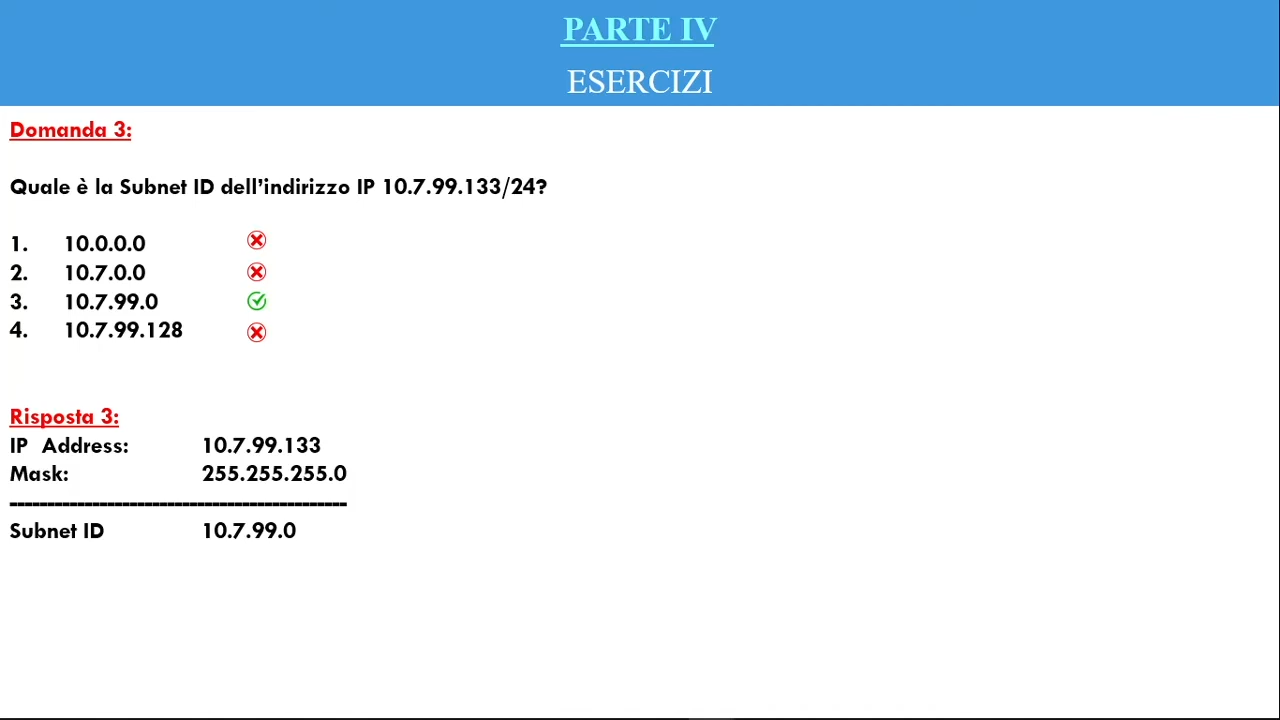 PARTE IV
ESERCIZI
Domanda 3:
Quale è la Subnet ID dell’indirizzo IP 10.7.99.133/24?
1. 10.0.0.0
2. 10.7.0.0
3. 10.7.99.0
4. 10.7.99.128
Risposta 3:
IP Address: 10.7.99.133
Mask: 255.255.255.0
---------------------------------------------
Subnet ID 10.7.99.0